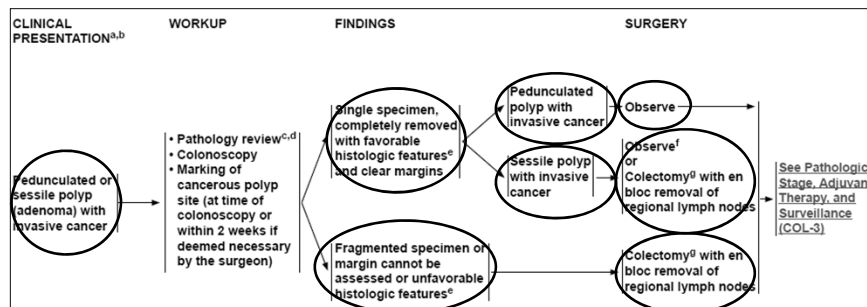 CLINICAL
PRESENTATIONa,b
WORKUP
FINDINGS
SURGERY
Pedunculated or
sessile polyp
(adenoma) with
invasive cancer
• Pathology reviewc,d
• Colonoscopy
• Marking of
cancerous polyp
site (at time of
colonoscopy or
within 2 weeks if
deemed necessary
by the surgeon)
Single specimen,
completely removed
with favorable
histologic featurese
and clear margins
Fragmented specimen or
margin cannot be
assessed or unfavorable
histologic featurese
Pedunculated
polyp with
invasive cancer
Sessile polyp
with invasive
cancer
Observe
Observef
or
Colectomyg with en
bloc removal of
regional lymph nodes
Colectomyg with en
bloc removal of
regional lymph nodes
See Pathologic
Stage, Adjuvan
Therapy, and
Surveillance
(COL-3)